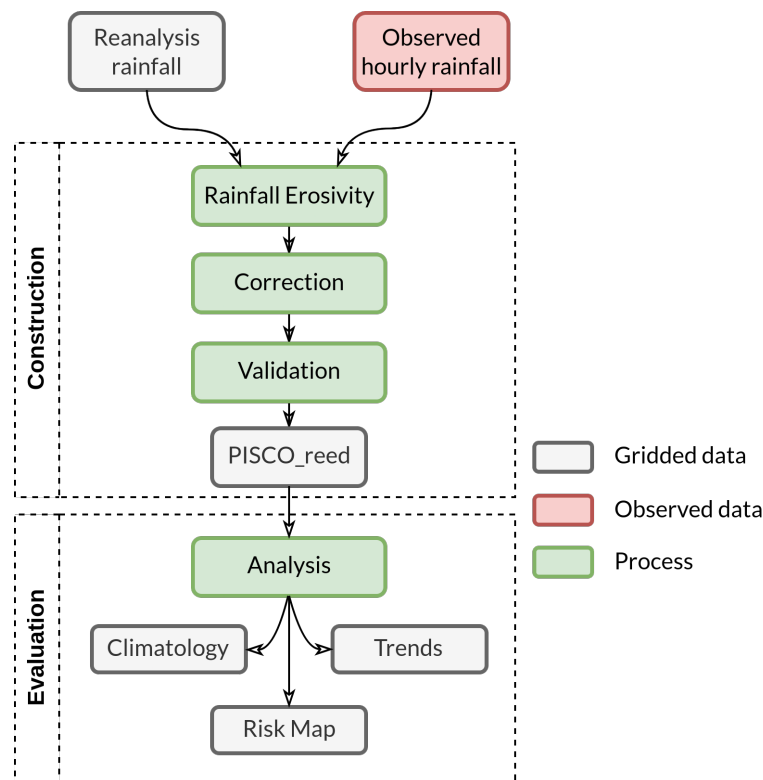 Reanalysis
rainfall
Observed
hourly rainfall
Construction
Rainfall Erosivity
Correction
Validation
PISCO_reed
Gridded data
Observed data
Process
Evaluation
Analysis
Climatology
Trends
Risk Map